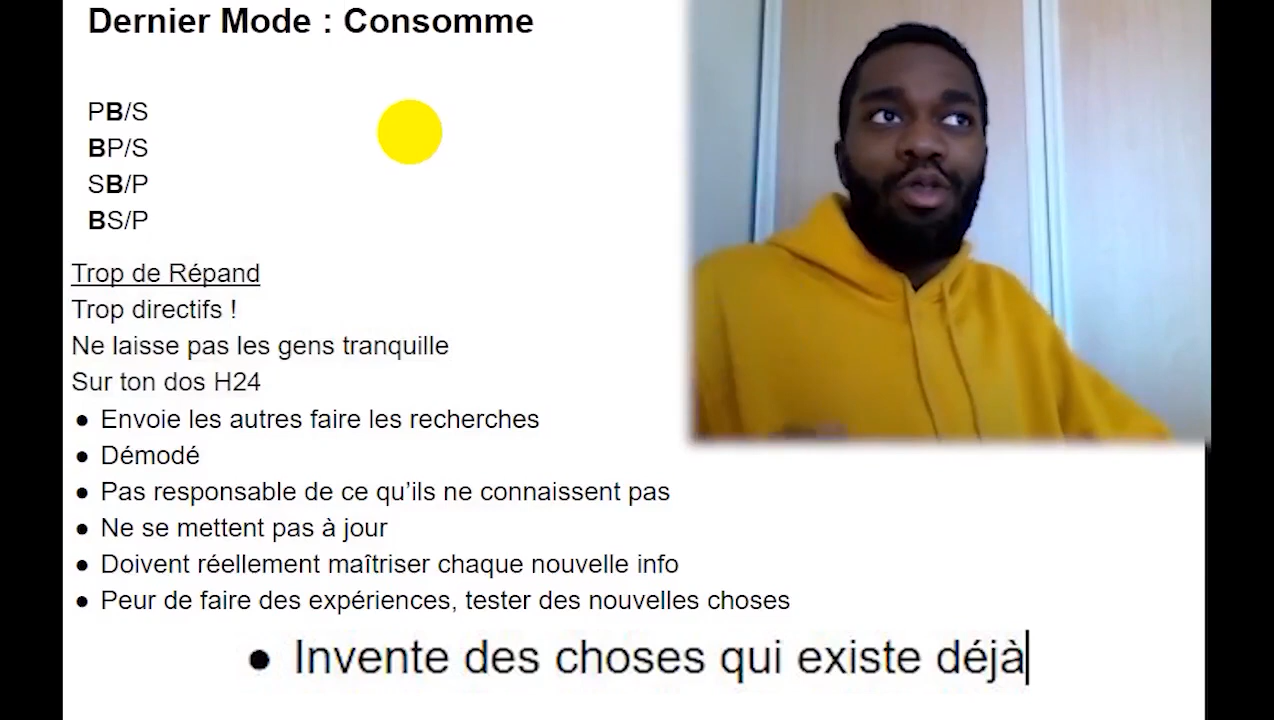 Dernier Mode : Consomme
PB/S
BP/S
SB/P
BS/P
Trop de Répand
Trop directifs !
Ne laisse pas les gens tranquille
Sur ton dos H24
● Envoie les autres faire les recherches
● Démodé
● Pas responsable de ce qu'ils ne connaissent pas
● Ne se mettent pas à jour
● Doivent réellement maîtriser chaque nouvelle info
● Peur de faire des expériences, tester des nouvelles choses
● Invente des choses qui existe déjà